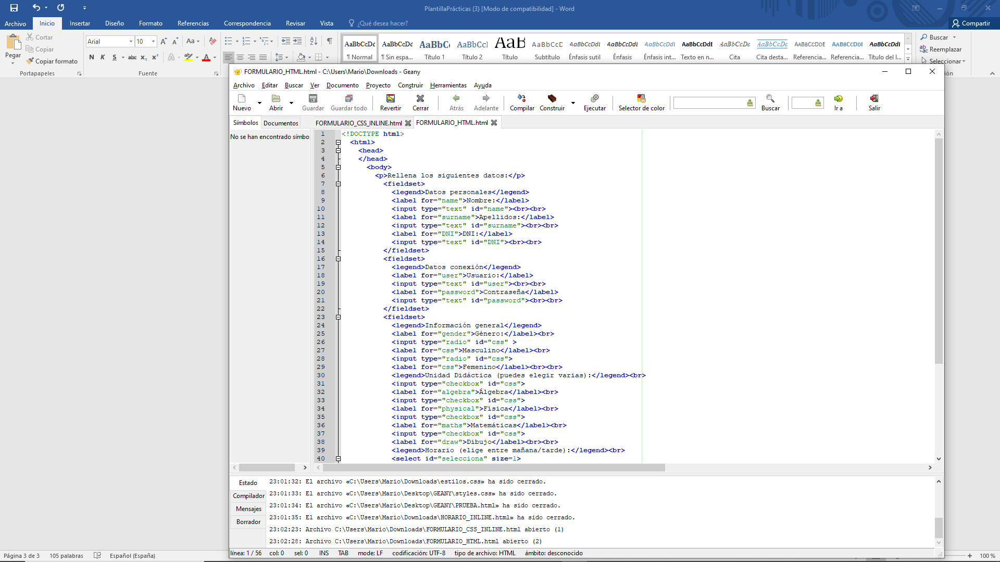 PlantillaPrácticas (3) [Modo de compatibilidad] - Word
Archivo Inicio Insertar Diseño Formato Referencias Correspondencia Revisar Vista ¿Qué desea hacer? Compartir
Pegar Cortar Copiar Copiar formato Portapapeles
Arial 10 Aa N K S abc x₂ x² A A Fuente
AaBbCcDd AaBbCcDd AaBbC AaBbCcI AaB AaBbCcD AaBbCcDdI AaBbCcDdI AaBbCcDdI AaBbCcDd AaBbCcDd AaBbCcDd AABBCCDDE AABBCCDDE AaBbCcDdI
¶ Normal ¶ Sin espa... Título 1 Título 2 Título Subtítulo Énfasis sutil Énfasis Énfasis int... Texto en n... Cita Cita desta... Referencia... Referencia... Título del l...
Buscar
Reemplazar
Seleccionar
FORMULARIO_HTML.html - C:\Users\Mario\Downloads - Geany
Archivo Editar Buscar Ver Documento Proyecto Construir Herramientas Ayuda
Nuevo Abrir Guardar Guardar todo Revertir Cerrar Atrás Adelante Compilar Construir Ejecutar Selector de color Buscar Ir a Salir
Símbolos Documentos FORMULARIO_CSS_INLINE.html FORMULARIO_HTML.html
No se han encontrado símbo
1 <!DOCTYPE html>
2 <html>
3 <head>
4 </head>
5 <body>
6 <p>Rellena los siguientes datos:</p>
7 <fieldset>
8 <legend>Datos personales</legend>
9 <label for="name">Nombre:</label>
10 <input type="text" id="name"><br><br>
11 <label for="surname">Apellidos:</label>
12 <input type="text" id="surname"><br><br>
13 <label for="DNI">DNI:</label>
14 <input type="text" id="DNI"><br><br>
15 </fieldset>
16 <fieldset>
17 <legend>Datos conexión</legend>
18 <label for="user">Usuario:</label>
19 <input type="text" id="user"><br><br>
20 <label for="password">Contraseña</label>
21 <input type="text" id="password"><br><br>
22 </fieldset>
23 <fieldset>
24 <legend>Información general</legend>
25 <label for="gender">Género:</label><br>
26 <input type="radio" id="css" >
27 <label for="css">Masculino</label><br>
28 <input type="radio" id="css">
29 <label for="css">Femenino</label><br><br>
30 <legend>Unidad Didáctica (puedes elegir varias):</legend><br>
31 <input type="checkbox" id="css">
32 <label for="algebra">Álgebra</label><br>
33 <input type="checkbox" id="css">
34 <label for="physical">Física</label><br>
35 <input type="checkbox" id="css">
36 <label for="maths">Matemáticas</label><br>
37 <input type="checkbox" id="css">
38 <label for="draw">Dibujo</label><br><br>
39 <legend>Horario (elige entre mañana/tarde):</legend><br>
40 <select id="selecciona" size=1>
Estado
Compilador
Mensajes
Borrador
23:01:32: El archivo «C:\Users\Mario\Downloads\estilos.css» ha sido cerrado.
23:01:33: El archivo «C:\Users\Mario\Desktop\GEANY\styles.css» ha sido cerrado.
23:01:34: El archivo «C:\Users\Mario\Desktop\GEANY\PRUEBA.html» ha sido cerrado.
23:01:35: El archivo «C:\Users\Mario\Downloads\HORARIO_INLINE.html» ha sido cerrado.
23:02:23: Archivo C:\Users\Mario\Downloads\FORMULARIO_CSS_INLINE.html abierto (1)
23:02:28: Archivo C:\Users\Mario\Downloads\FORMULARIO_HTML.html abierto (2)
línea: 1 / 56 col: 0 sel: 0 INS TAB mode: LF codificación: UTF-8 tipo de archivo: HTML ámbito: desconocido
Página 3 de 3 105 palabras Español (España) 100 %